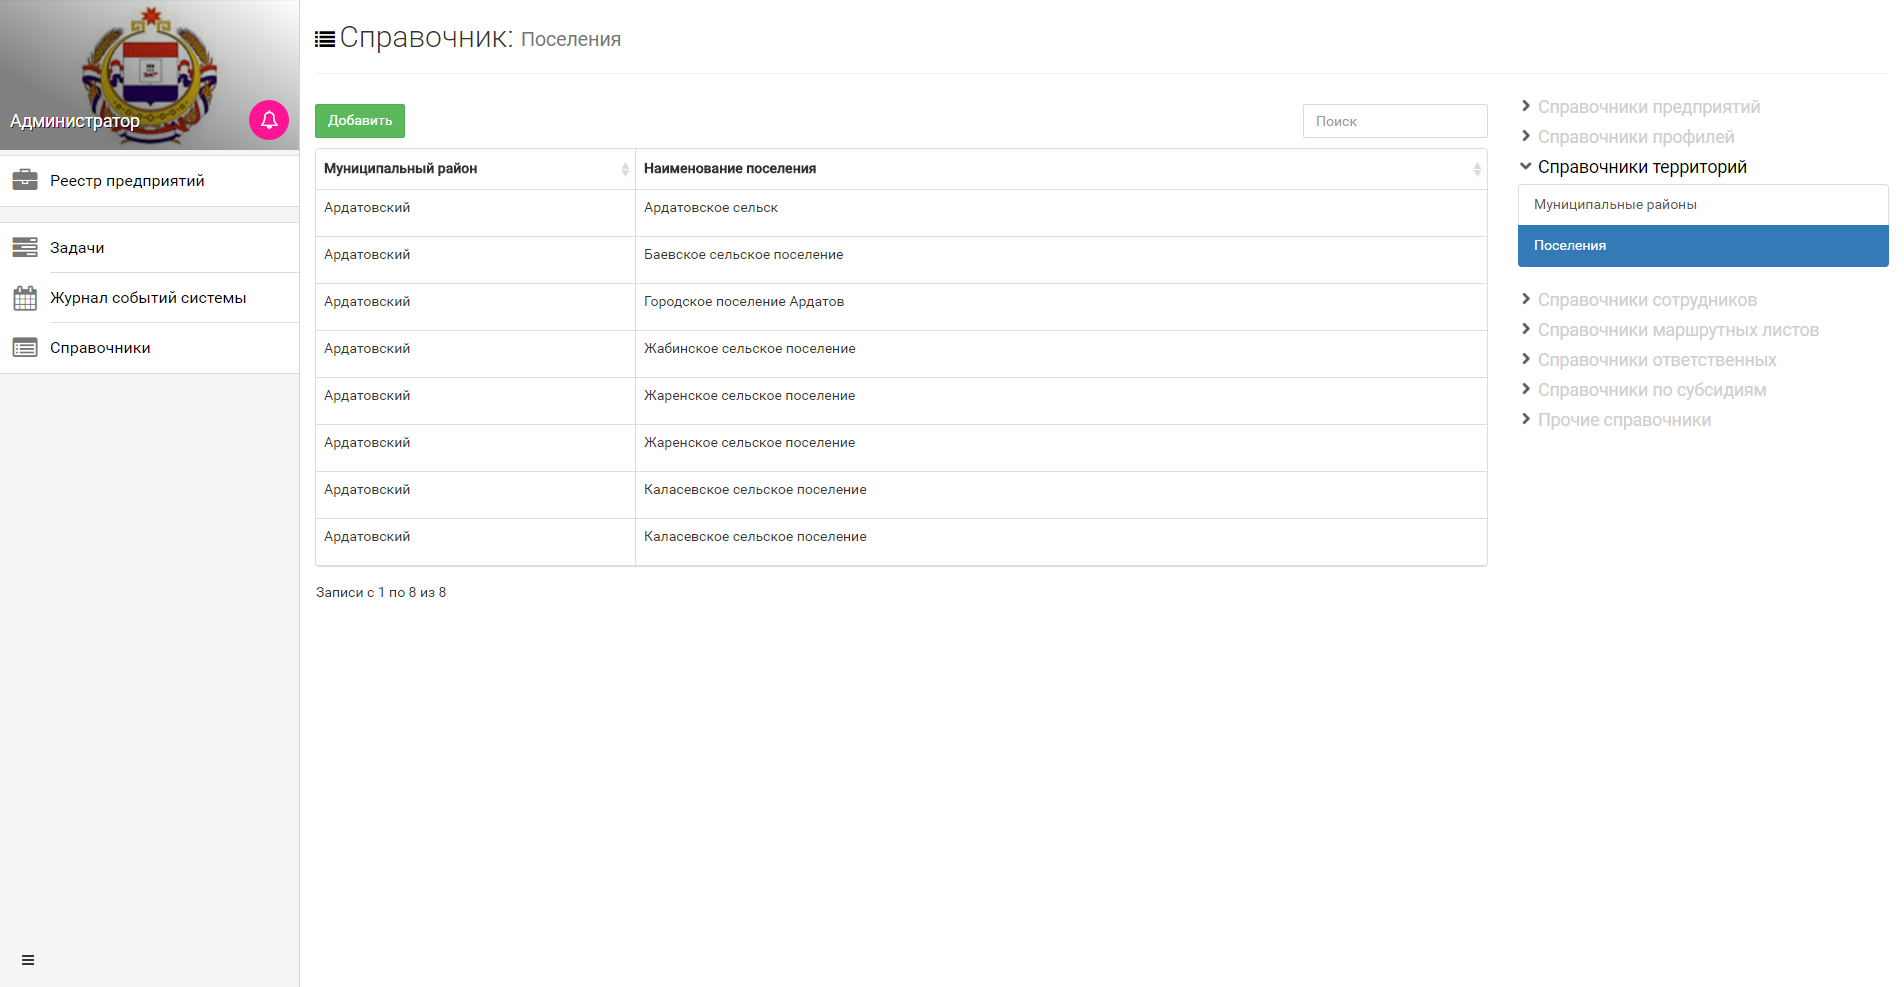 Администратор
Реестр предприятий
Задачи
Журнал событий системы
Справочники
Справочник: Поселения
Добавить
Поиск
Муниципальный район Наименование поселения
Ардатовский Ардатовское сельск
Ардатовский Баевское сельское поселение
Ардатовский Городское поселение Ардатов
Ардатовский Жабинское сельское поселение
Ардатовский Жаренское сельское поселение
Ардатовский Жаренское сельское поселение
Ардатовский Каласевское сельское поселение
Ардатовский Каласевское сельское поселение
Записи с 1 по 8 из 8
Справочники предприятий
Справочники профилей
Справочники территорий
Муниципальные районы
Поселения
Справочники сотрудников
Справочники маршрутных листов
Справочники ответственных
Справочники по субсидиям
Прочие справочники